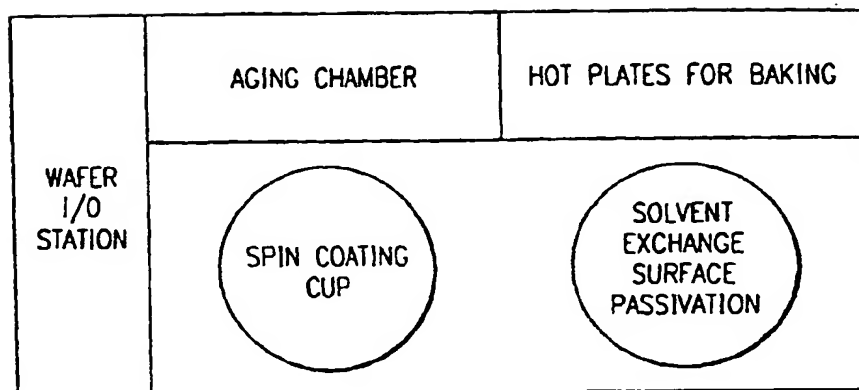 WAFER
I/O
STATION
AGING CHAMBER
HOT PLATES FOR BAKING
SPIN COATING
CUP
SOLVENT
EXCHANGE
SURFACE
PASSIVATION